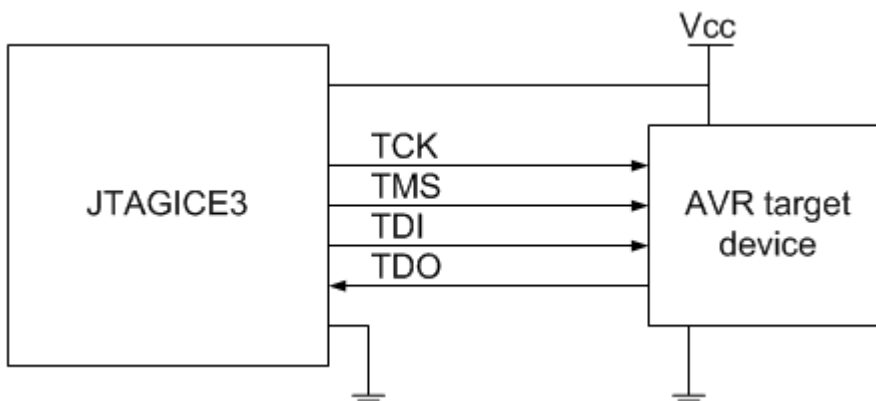 Vcc
TCK
TMS
JTAGICE3
TDI
TDO
AVR target
device